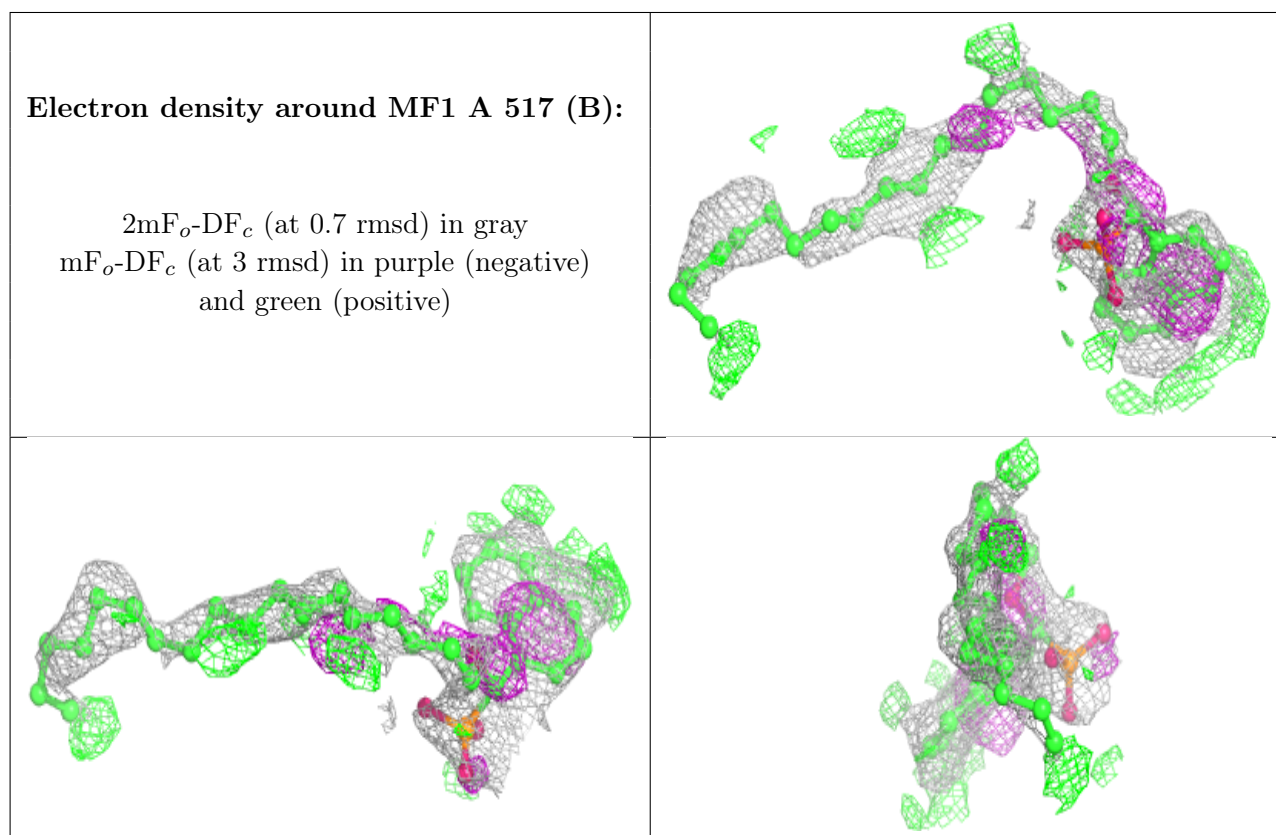 Electron density around MF1 A 517 (B):
2mFo-DFc (at 0.7 rmsd) in gray
mFo-DFc (at 3 rmsd) in purple (negative)
and green (positive)